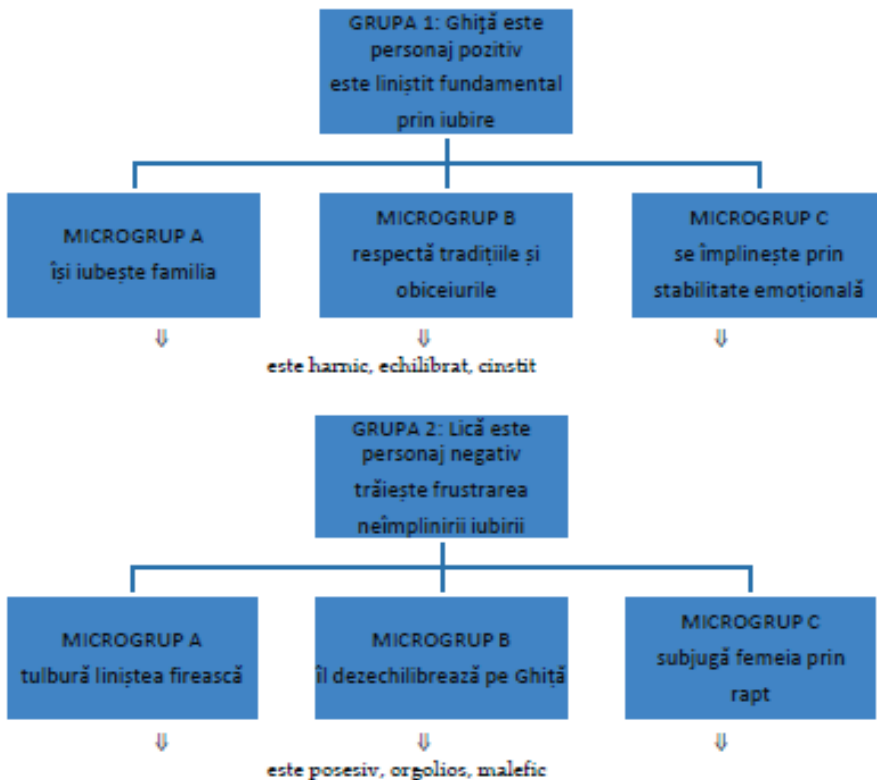 GRUPA 1: Ghiță este
personaj pozitiv
este liniștit fundamental
prin iubire
MICROGRUP A
își iubește familia
MICROGRUP B
respectă tradițiile și
obiceiurile
MICROGRUP C
se împlinește prin
stabilitate emoțională
⇓ ⇓ ⇓
este harnic, echilibrat, cinstit
GRUPA 2: Lică este
personaj negativ
trăiește frustrarea
neîmplinirii iubirii
MICROGRUP A
tulbură liniștea firească
MICROGRUP B
îl dezechilibrează pe Ghiță
MICROGRUP C
subjugă femeia prin
rapt
⇓ ⇓ ⇓
este posesiv, orgolios, malefic